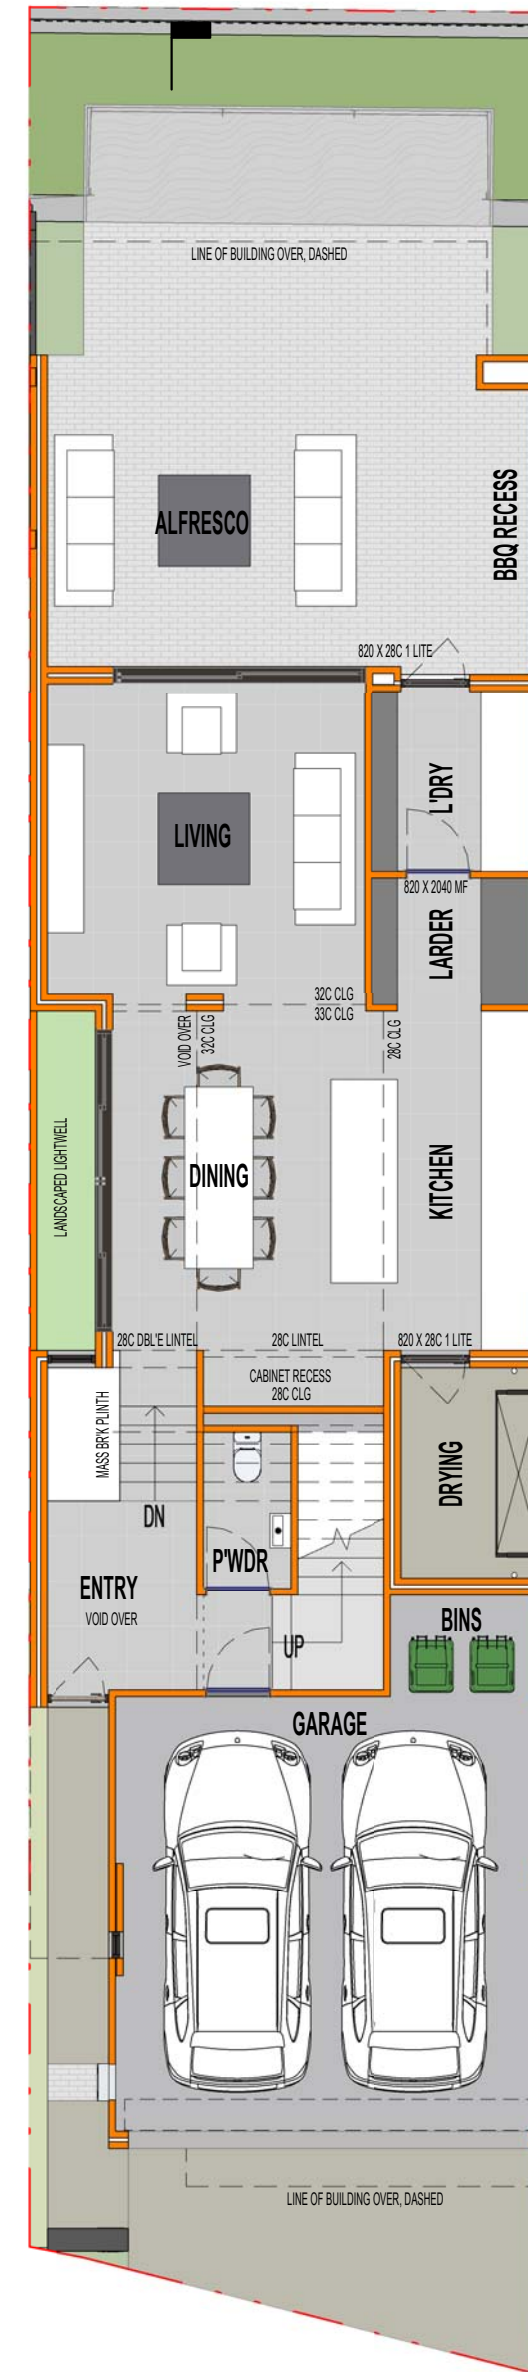 LINE OF BUILDING OVER, DASHED
ALFRESCO
BBQ RECESS
820 X 28C 1 LITE
L'DRY
LIVING
820 X 2040 MF
LARDER
32C CLG
33C CLG
VOID OVER
32C CLG
28C CLG
LANDSCAPED LIGHTWELL
DINING
KITCHEN
28C DBL'E LINTEL
28C LINTEL
820 X 28C 1 LITE
CABINET RECESS
28C CLG
MASS BR'K PLINTH
DRYING
DN
P'WDR
ENTRY
VOID OVER
UP
BINS
GARAGE
LINE OF BUILDING OVER, DASHED